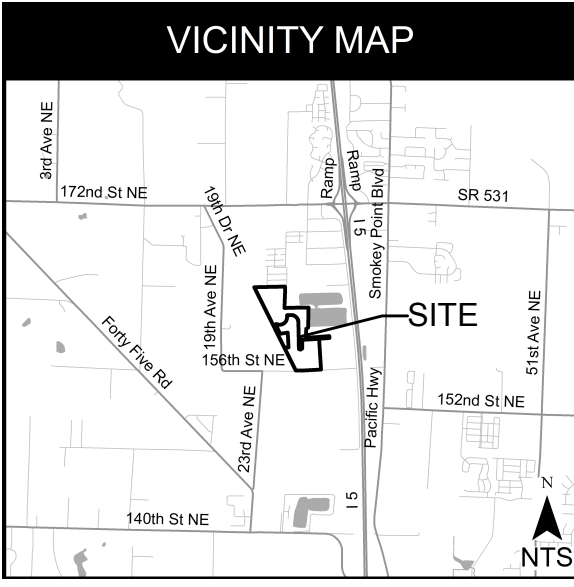 VICINITY MAP
3rd Ave NE
172nd St NE
19th Dr NE
Ramp
Ramp
I 5
Smokey Point Blvd
SR 531
19th Ave NE
SITE
51st Ave NE
Forty Five Rd
156th St NE
23rd Ave NE
Pacific Hwy
152nd St NE
I 5
140th St NE
N
NTS